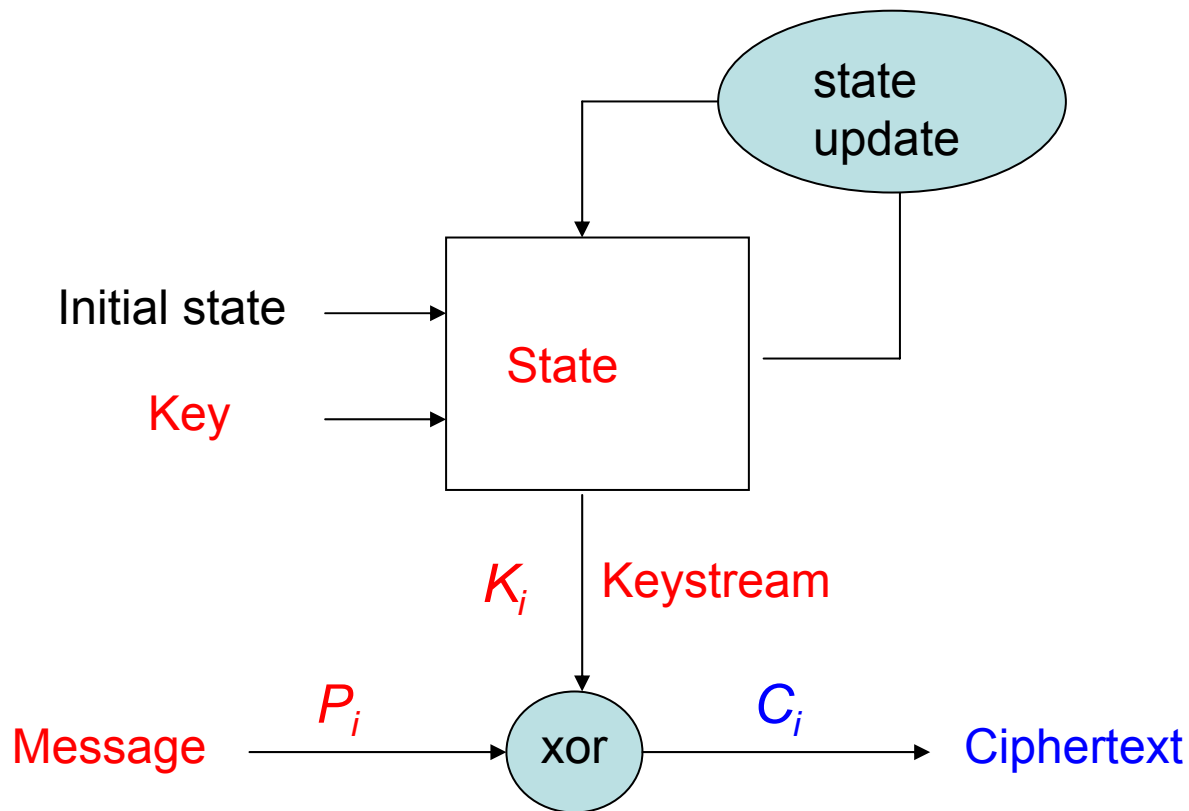 state
update
Initial state
State
Key
Kᵢ
Keystream
Pᵢ
Cᵢ
Message
xor
Ciphertext